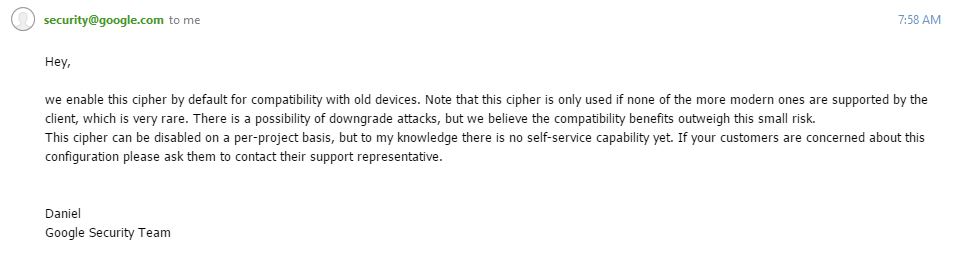 security@google.com to me 7:58 AM
Hey,
we enable this cipher by default for compatibility with old devices. Note that this cipher is only used if none of the more modern ones are supported by the
client, which is very rare. There is a possibility of downgrade attacks, but we believe the compatibility benefits outweigh this small risk.
This cipher can be disabled on a per-project basis, but to my knowledge there is no self-service capability yet. If your customers are concerned about this
configuration please ask them to contact their support representative.
Daniel
Google Security Team